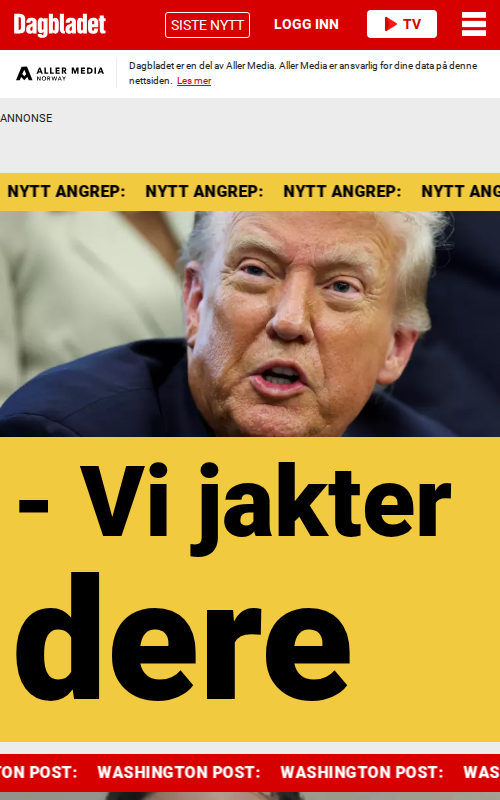 Dagbladet
SISTE NYTT
LOGG INN
TV
ALLER MEDIA
NORWAY
Dagbladet er en del av Aller Media. Aller Media er ansvarlig for dine data på denne
nettsiden. Les mer
ANNONSE
NYTT ANGREP: NYTT ANGREP: NYTT ANGREP: NYTT ANG
- Vi jakter
dere
ON POST: WASHINGTON POST: WASHINGTON POST: WAS